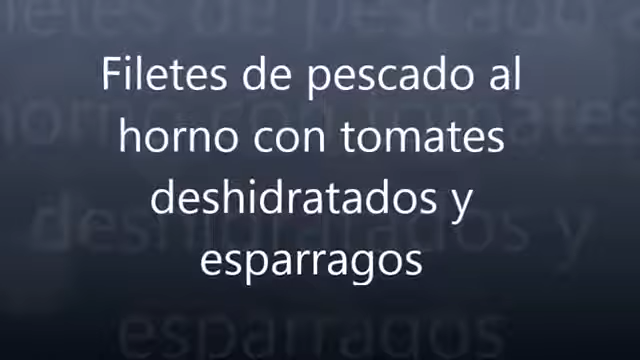 Filetes de pescado al
horno con tomates
deshidratados y
esparragos